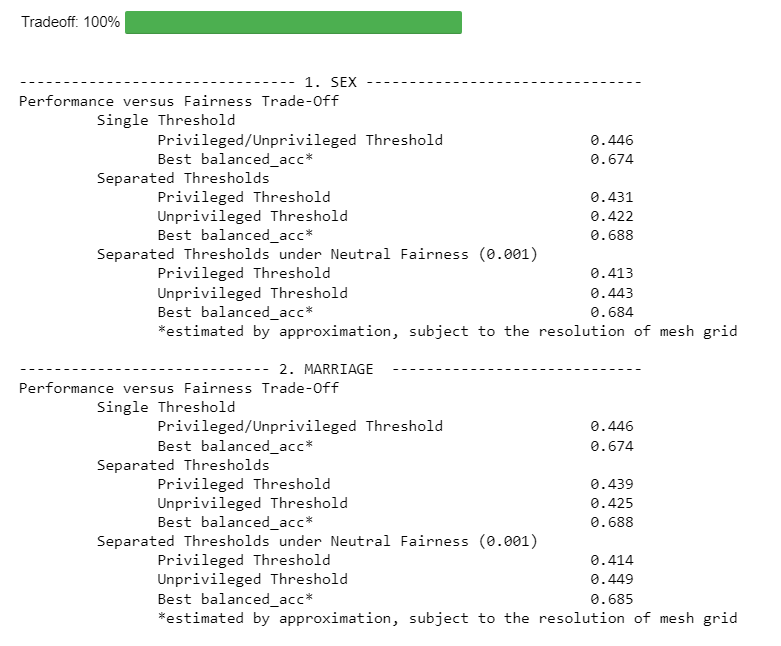 Tradeoff: 100%
------------------------------- 1. SEX -------------------------------
Performance versus Fairness Trade-Off
Single Threshold
Privileged/Unprivileged Threshold 0.446
Best balanced_acc* 0.674
Separated Thresholds
Privileged Threshold 0.431
Unprivileged Threshold 0.422
Best balanced_acc* 0.688
Separated Thresholds under Neutral Fairness (0.001)
Privileged Threshold 0.413
Unprivileged Threshold 0.443
Best balanced_acc* 0.684
*estimated by approximation, subject to the resolution of mesh grid
---------------------------- 2. MARRIAGE ----------------------------
Performance versus Fairness Trade-Off
Single Threshold
Privileged/Unprivileged Threshold 0.446
Best balanced_acc* 0.674
Separated Thresholds
Privileged Threshold 0.439
Unprivileged Threshold 0.425
Best balanced_acc* 0.688
Separated Thresholds under Neutral Fairness (0.001)
Privileged Threshold 0.414
Unprivileged Threshold 0.449
Best balanced_acc* 0.685
*estimated by approximation, subject to the resolution of mesh grid